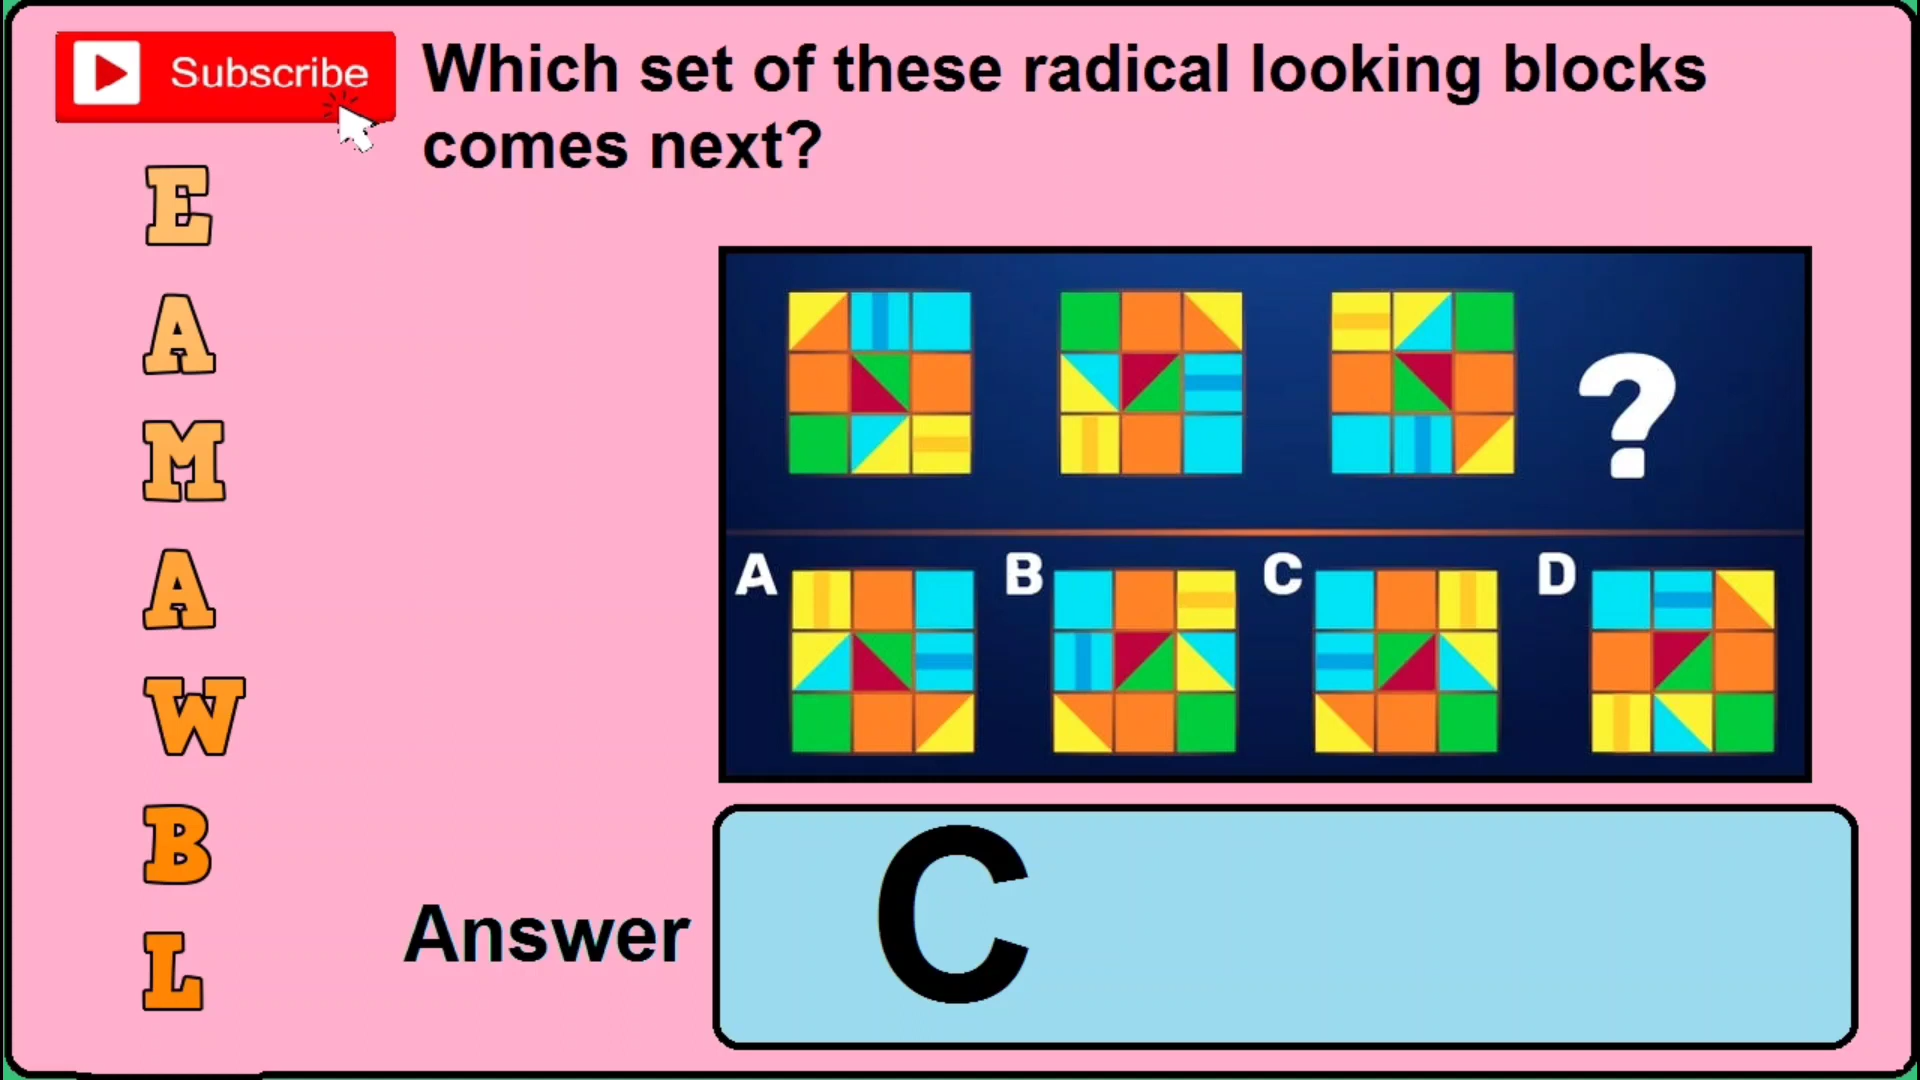 Subscribe
Which set of these radical looking blocks
comes next?
E
A
M
A
W
B
L
?
A
B
C
D
Answer
C